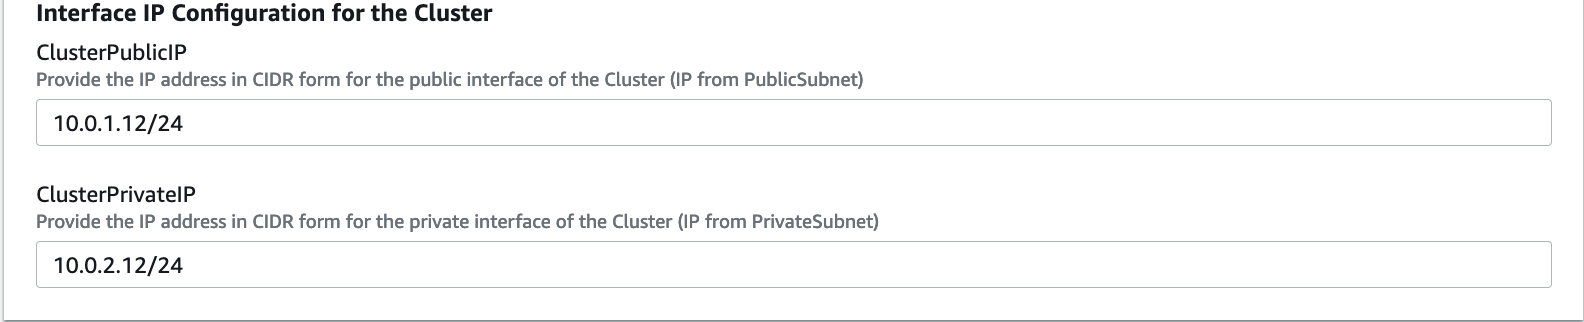 Interface IP Configuration for the Cluster
ClusterPublicIP
Provide the IP address in CIDR form for the public interface of the Cluster (IP from PublicSubnet)
10.0.1.12/24
ClusterPrivateIP
Provide the IP address in CIDR form for the private interface of the Cluster (IP from PrivateSubnet)
10.0.2.12/24